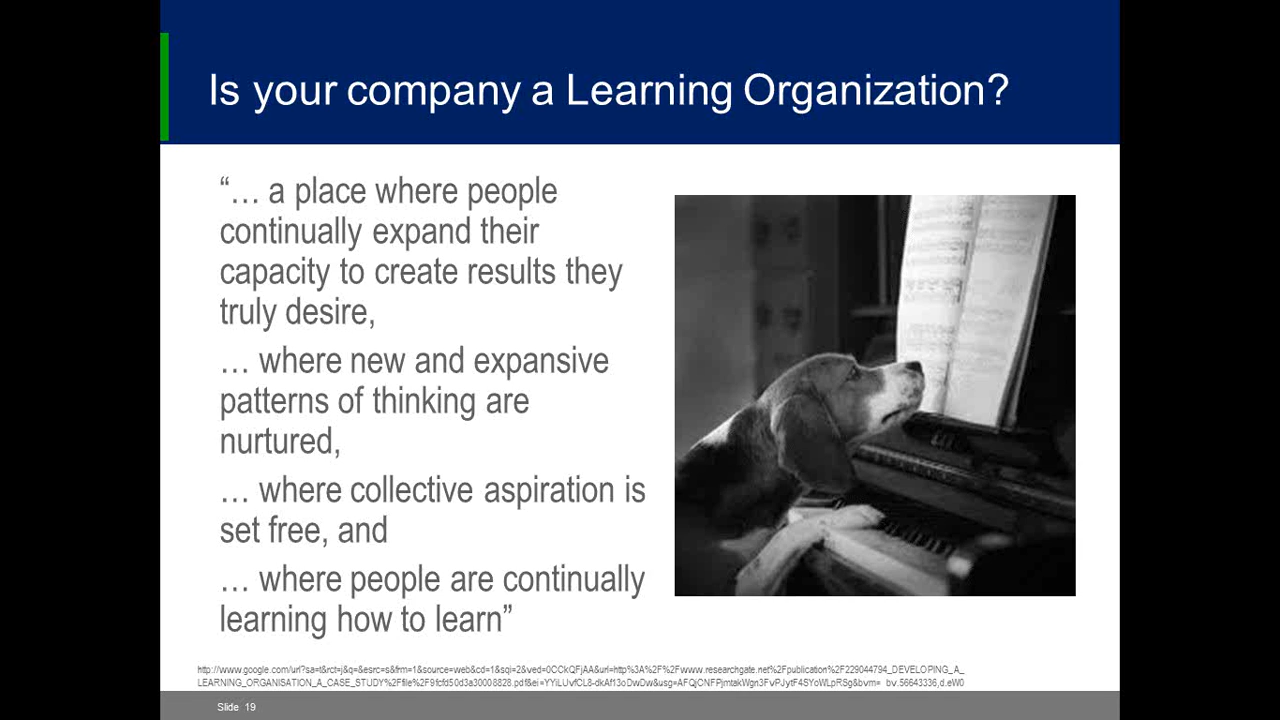 Is your company a Learning Organization?
“… a place where people
continually expand their
capacity to create results they
truly desire,
… where new and expansive
patterns of thinking are
nurtured,
… where collective aspiration is
set free, and
… where people are continually
learning how to learn”
http://www.google.com/url?sa=t&rct=j&q=&esrc=s&frm=1&source=web&cd=1&sqi=2&ved=0CCkQFjAA&url=http%3A%2F%2Fwww.researchgate.net%2Fpublication%2F229044794_DEVELOPING_A_
LEARNING_ORGANISATION_A_CASE_STUDY%2Ffile%2F9fcfd50d3a30008828.pdf&ei=YYiLUvfCL8-dkAf13oDwDw&usg=AFQjCNFPjmtakWgn3FvPJytF4SYoWLpRSg&bvm=bv.56643336,d.eW0
Slide 19